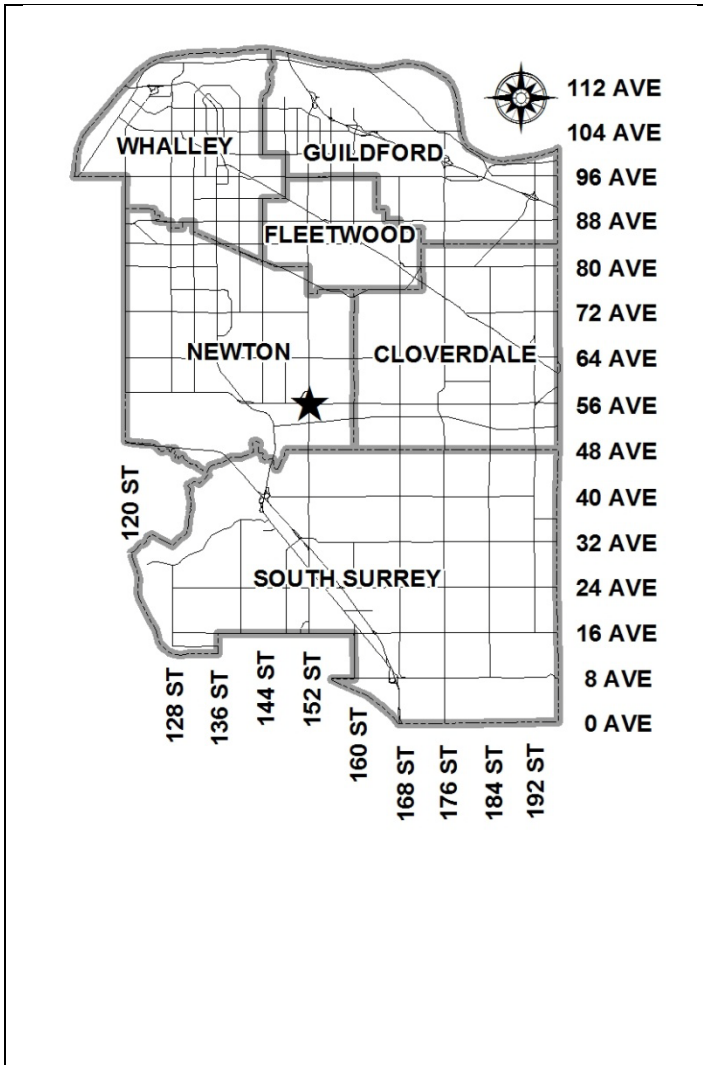 112 AVE
104 AVE
WHALLEY
GUILDFORD
96 AVE
88 AVE
FLEETWOOD
80 AVE
72 AVE
NEWTON
CLOVERDALE
64 AVE
56 AVE
48 AVE
120 ST
40 AVE
32 AVE
SOUTH SURREY
24 AVE
16 AVE
128 ST
136 ST
144 ST
152 ST
160 ST
168 ST
176 ST
184 ST
192 ST
8 AVE
0 AVE